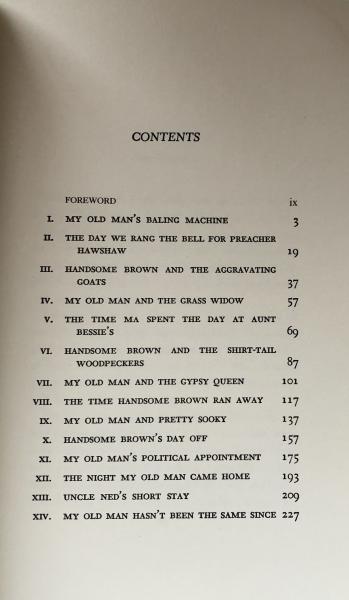 CONTENTS
FOREWORD ix
I. MY OLD MAN'S BALING MACHINE 3
II. THE DAY WE RANG THE BELL FOR PREACHER
HAWSHAW 19
III. HANDSOME BROWN AND THE AGGRAVATING
GOATS 37
IV. MY OLD MAN AND THE GRASS WIDOW 57
V. THE TIME MA SPENT THE DAY AT AUNT
BESSIE'S 69
VI. HANDSOME BROWN AND THE SHIRT-TAIL
WOODPECKERS 87
VII. MY OLD MAN AND THE GYPSY QUEEN 101
VIII. THE TIME HANDSOME BROWN RAN AWAY 117
IX. MY OLD MAN AND PRETTY SOOKY 137
X. HANDSOME BROWN'S DAY OFF 157
XI. MY OLD MAN'S POLITICAL APPOINTMENT 175
XII. THE NIGHT MY OLD MAN CAME HOME 193
XIII. UNCLE NED'S SHORT STAY 209
XIV. MY OLD MAN HASN'T BEEN THE SAME SINCE 227